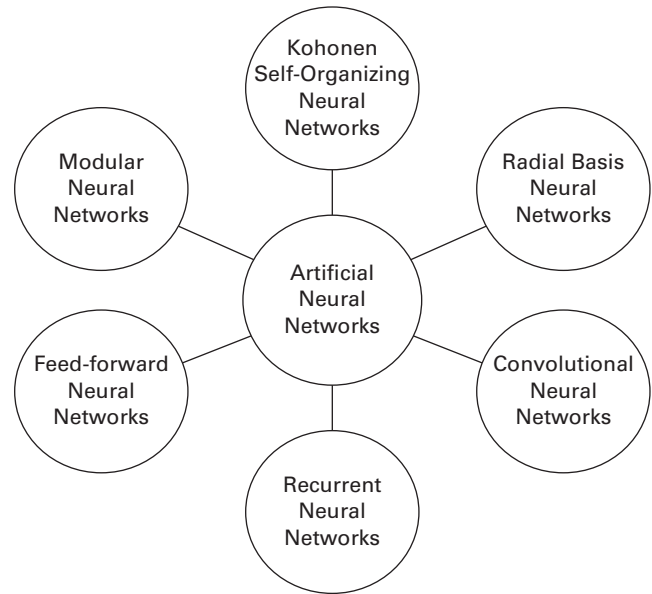 Kohonen
Self-Organizing
Neural
Networks
Modular
Neural
Networks
Radial Basis
Neural
Networks
Artificial
Neural
Networks
Feed-forward
Neural
Networks
Convolutional
Neural
Networks
Recurrent
Neural
Networks